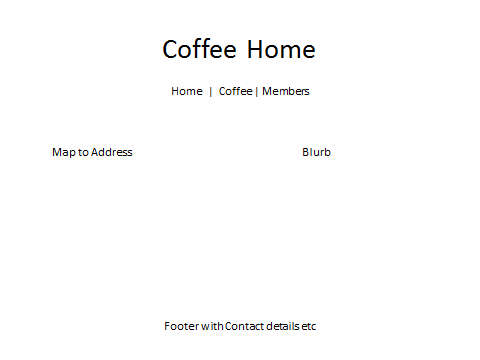 Coffee Home
Home | Coffee | Members
Map to Address
Blurb
Footer with Contact details etc